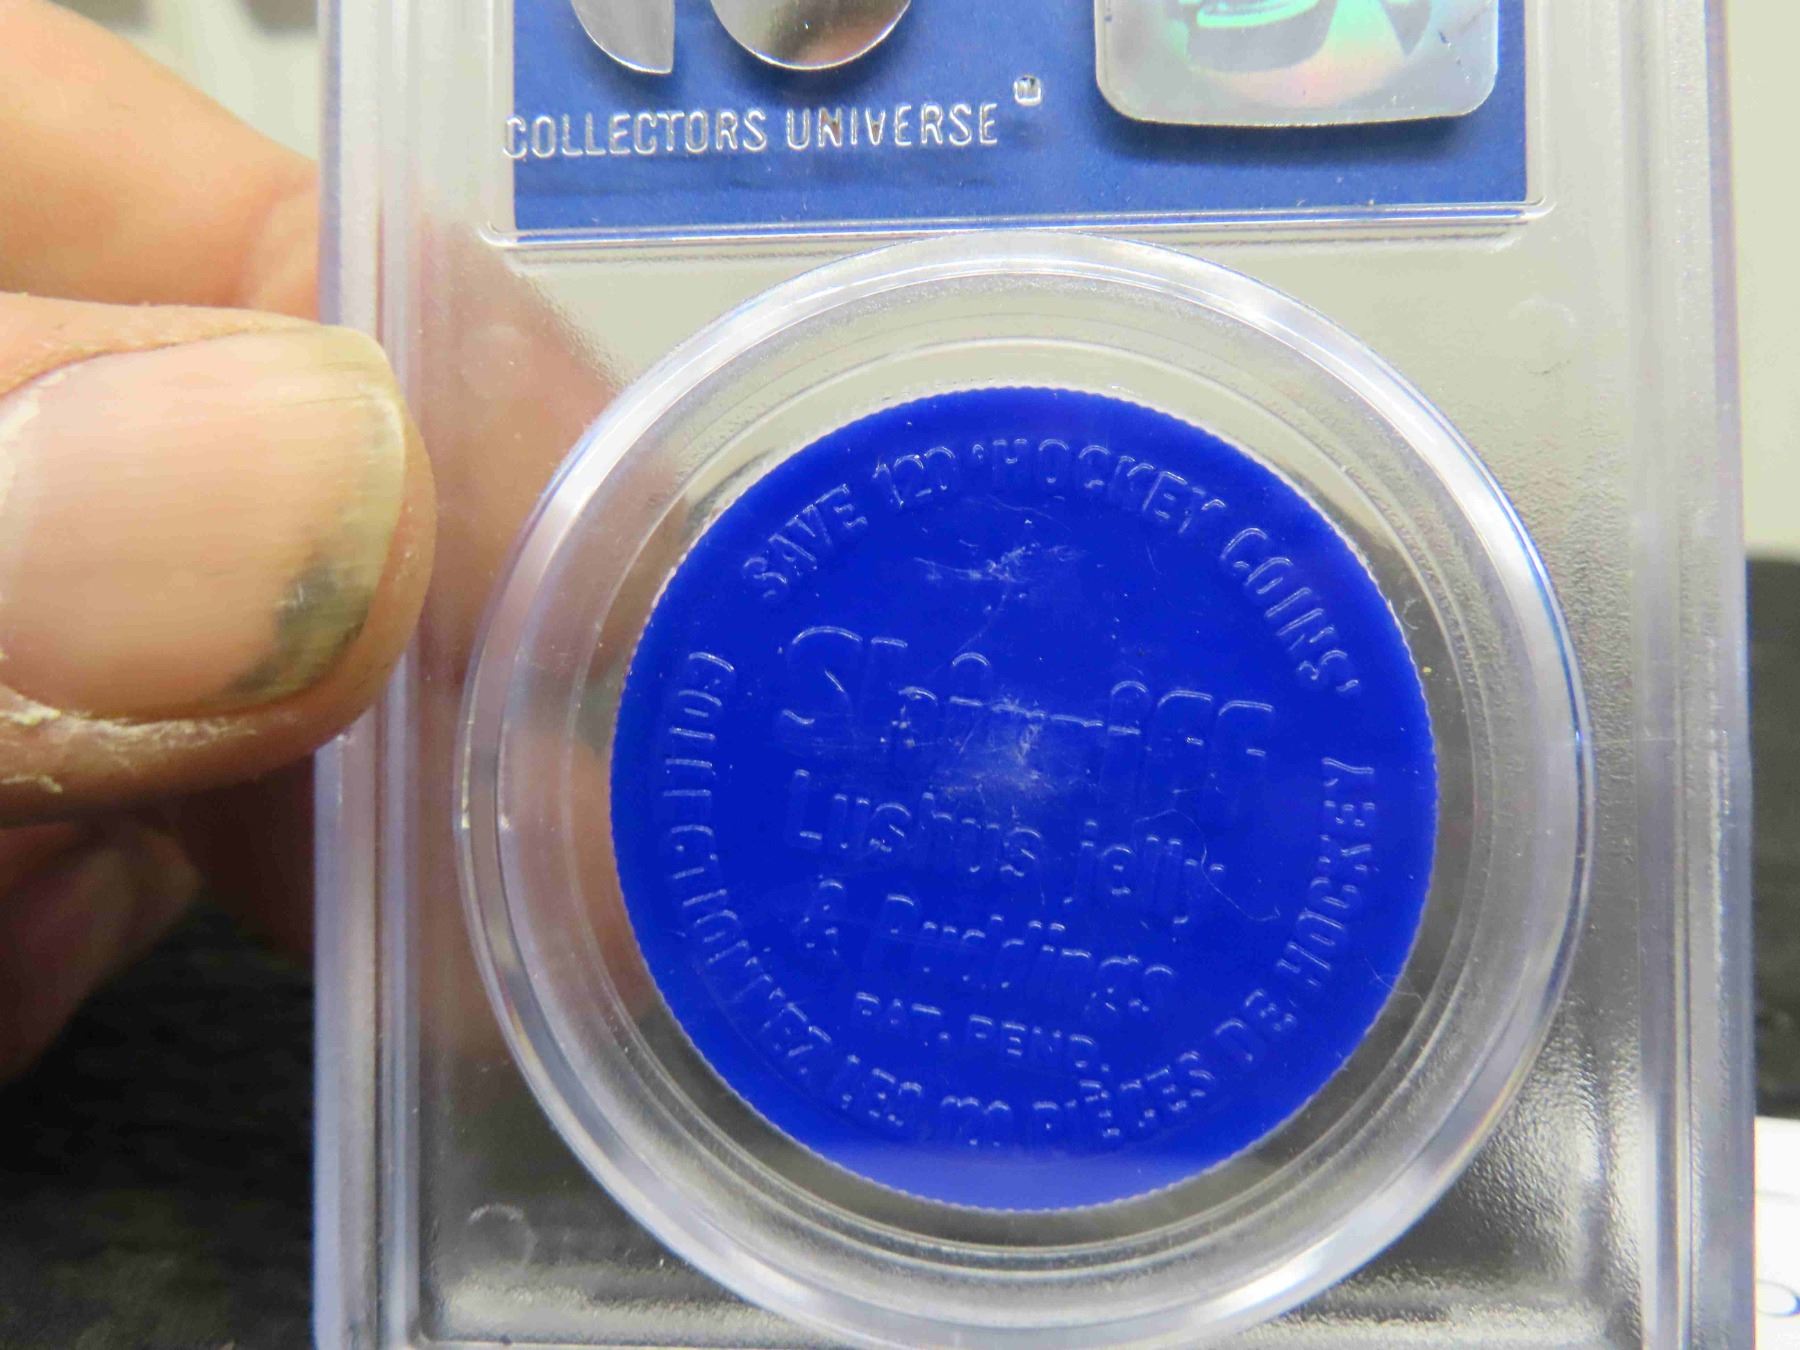 COLLECTORS UNIVERSE
SAVE 120 HOCKEY COINS
Shirriff
Lushus jelly
& Puddings
PAT. PEND.
COLLECTIONNEZ LES 120 PIÈCES DE HOCKEY